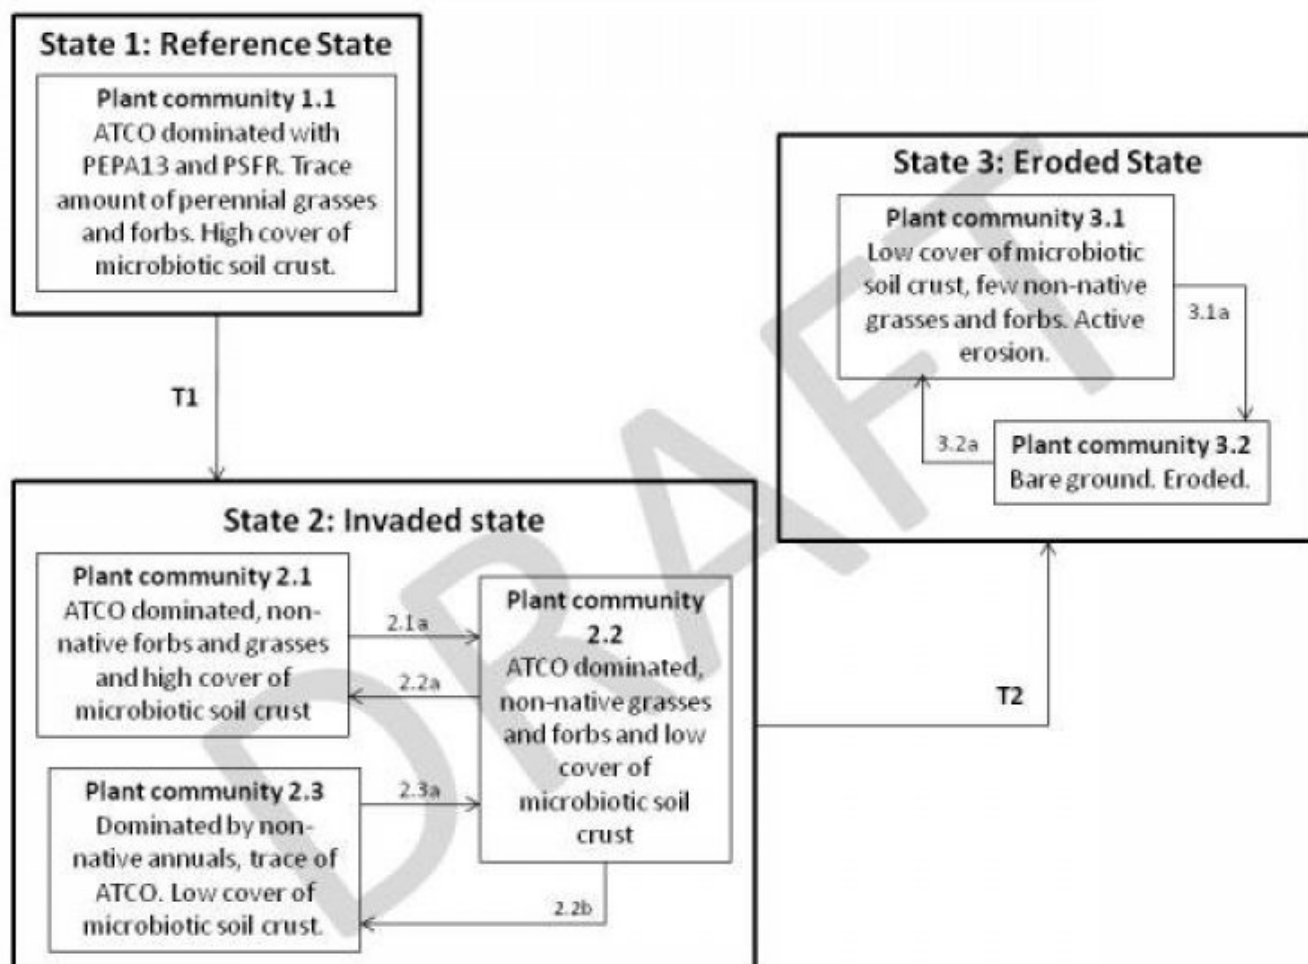 State 1: Reference State
Plant community 1.1
ATCO dominated with
PEPA13 and PSFR. Trace
amount of perennial grasses
and forbs. High cover of
microbiotic soil crust.
T1
State 3: Eroded State
Plant community 3.1
Low cover of microbiotic
soil crust, few non-native
grasses and forbs. Active
erosion.
3.1a
3.2a
Plant community 3.2
Bare ground. Eroded.
State 2: Invaded state
Plant community 2.1
ATCO dominated, non-
native forbs and grasses
and high cover of
microbiotic soil crust
2.1a
2.2a
Plant community
2.2
ATCO dominated,
non-native grasses
and forbs and low
cover of
microbiotic soil
crust
T2
Plant community 2.3
Dominated by non-
native annuals, trace of
ATCO. Low cover of
microbiotic soil crust.
2.3a
2.2b
DRAFT